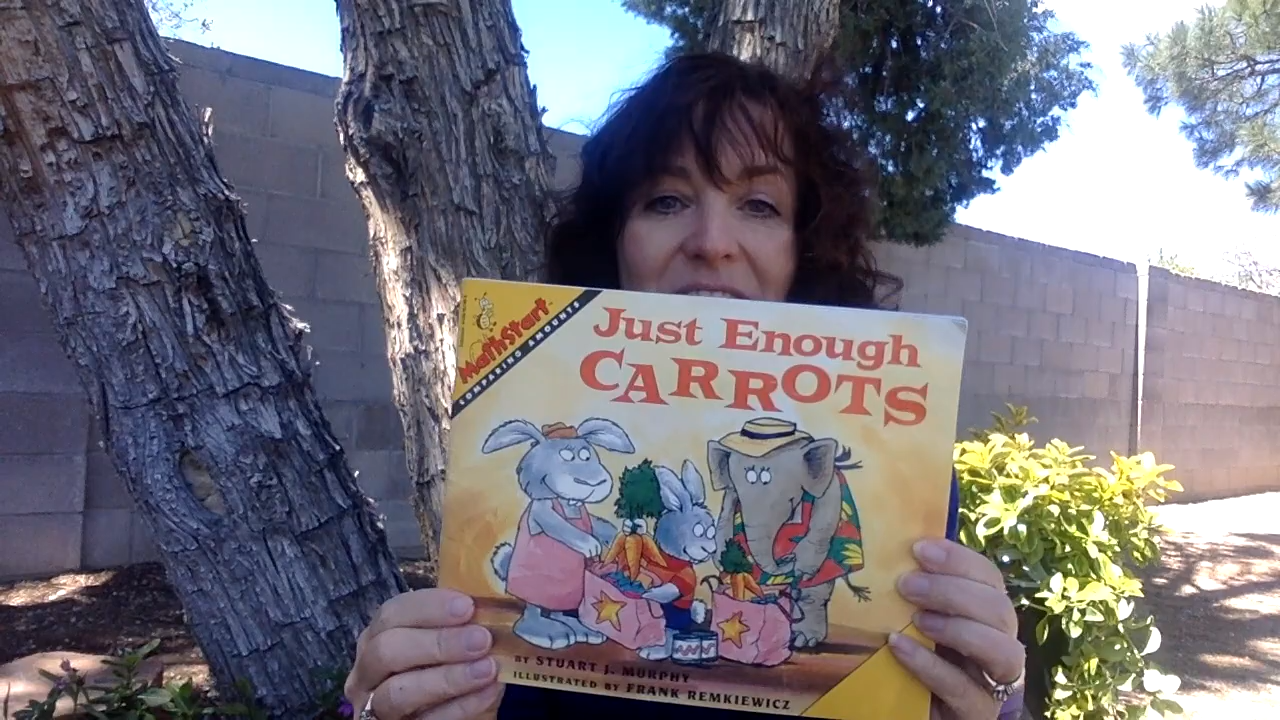 MathStart
COMPARING AMOUNTS
Just Enough
CARROTS
BY STUART J. MURPHY
ILLUSTRATED BY FRANK REMKIEWICZ